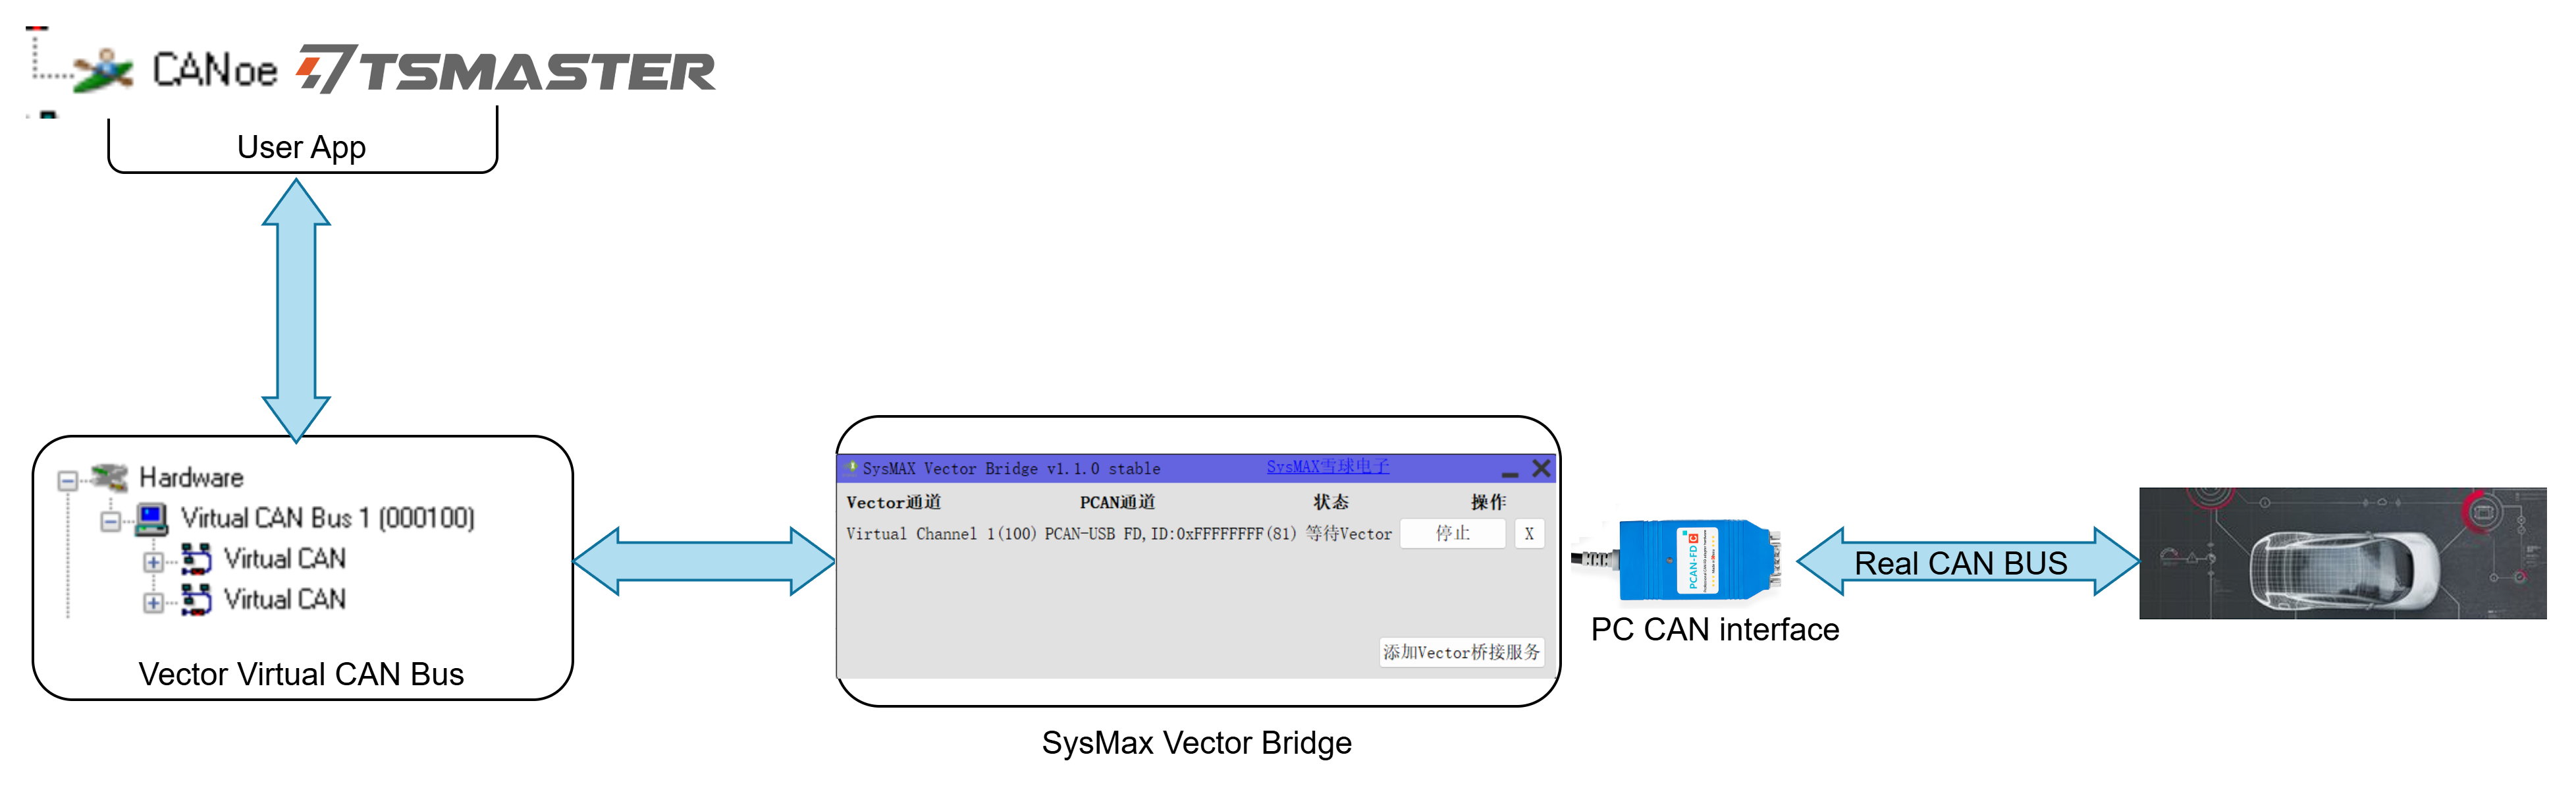 CANoe TSMASTER
User App
Hardware
Virtual CAN Bus 1 (000100)
Virtual CAN
Virtual CAN
Vector Virtual CAN Bus
SysMAX Vector Bridge v1.1.0 stable SysMAX雪球电子
Vector通道 PCAN通道 状态 操作
Virtual Channel 1(100) PCAN-USB FD,ID:0xFFFFFFFF(81) 等待Vector 停止 X
添加Vector桥接服务
SysMax Vector Bridge
PCAN-FD
PC CAN interface
Real CAN BUS